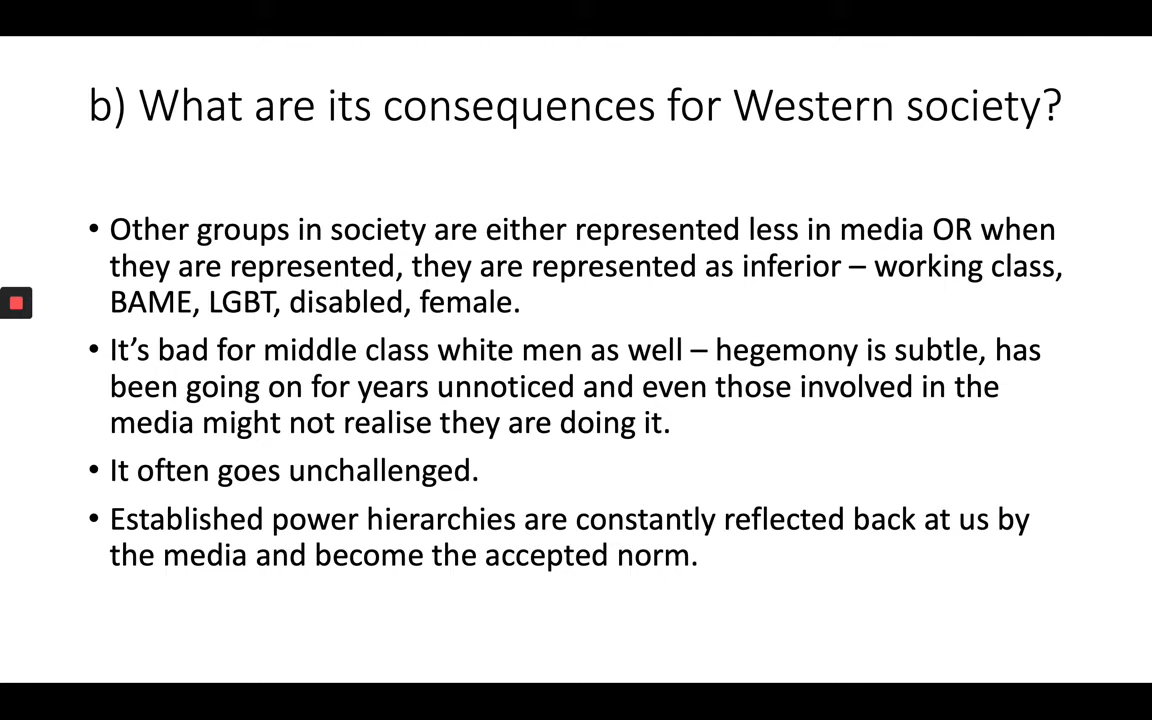 b) What are its consequences for Western society?
• Other groups in society are either represented less in media OR when
they are represented, they are represented as inferior – working class,
BAME, LGBT, disabled, female.
• It’s bad for middle class white men as well – hegemony is subtle, has
been going on for years unnoticed and even those involved in the
media might not realise they are doing it.
• It often goes unchallenged.
• Established power hierarchies are constantly reflected back at us by
the media and become the accepted norm.